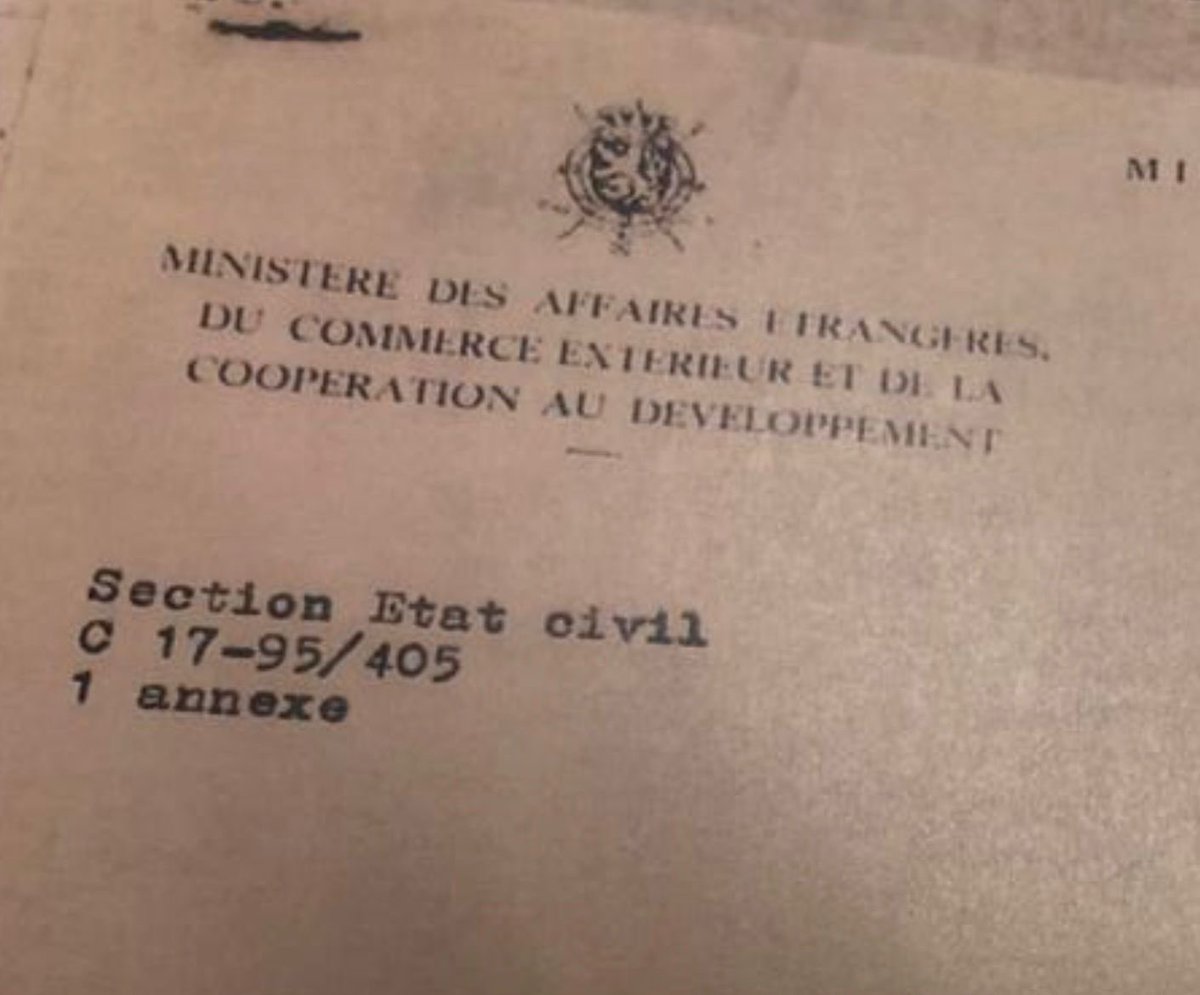 MINISTERE DES AFFAIRES ETRANGERES,
DU COMMERCE EXTERIEUR ET DE LA
COOPERATION AU DEVELOPPEMENT
MI
Section Etat civil
C 17-95/405
1 annexe